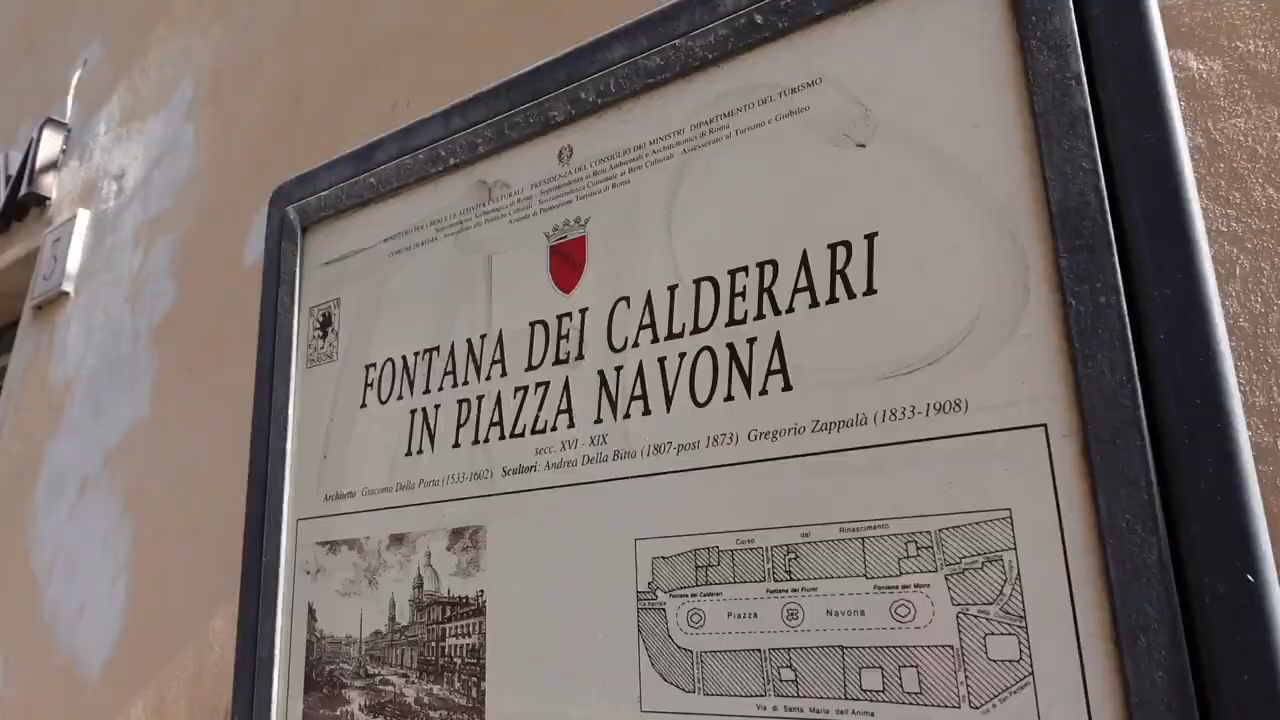 3
MINISTERO PER I BENI E LE ATTIVITÀ CULTURALI - PRESIDENZA DEL CONSIGLIO DEI MINISTRI DIPARTIMENTO DEL TURISMO
Soprintendenza Archeologica di Roma - Soprintendenza ai Beni Ambientali e Architettonici di Roma
COMUNE DI ROMA - Assessorato alle Politiche Culturali - Sovraintendenza Comunale ai Beni Culturali Assessorato al Turismo e Giubileo
Azienda di Promozione Turistica di Roma
VI
PARIONE
FONTANA DEI CALDERARI
IN PIAZZA NAVONA
secc. XVI - XIX
Architetto Giacomo Della Porta (1533-1602) Scultori: Andrea Della Bitta (1807-post 1873) Gregorio Zappalà (1833-1908)
Corso del Rinascimento
Fontana dei Calderari Fontana dei Fiumi Fontana del Moro
Piazza Navona
Via di Santa Maria dell'Anima